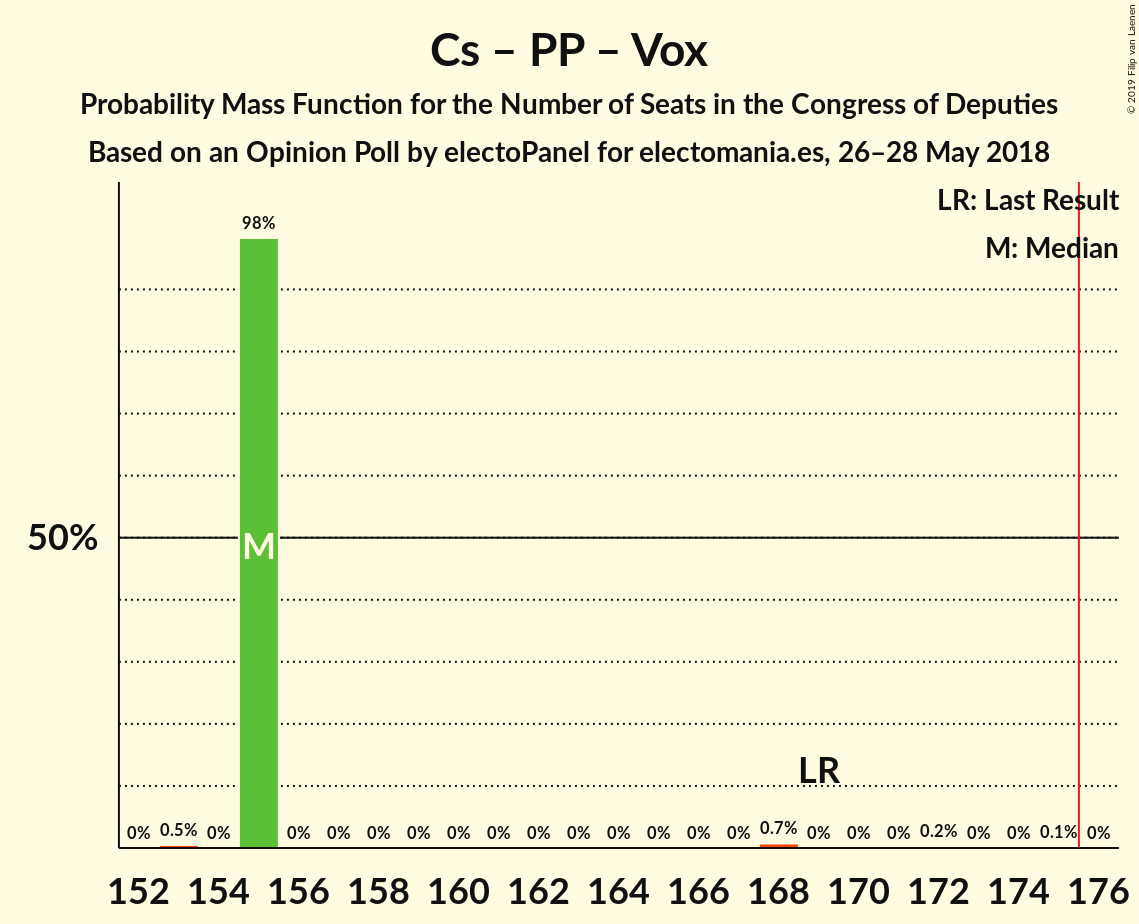 Cs – PP – Vox
Probability Mass Function for the Number of Seats in the Congress of Deputies
Based on an Opinion Poll by electoPanel for electomania.es, 26–28 May 2018
© 2019 Filip van Laenen
LR: Last Result
M: Median
98%
50%
M
LR
0% 0.5% 0% 0% 0% 0% 0% 0% 0% 0% 0% 0% 0% 0% 0% 0.7% 0% 0% 0% 0.2% 0% 0% 0.1% 0%
152 154 156 158 160 162 164 166 168 170 172 174 176